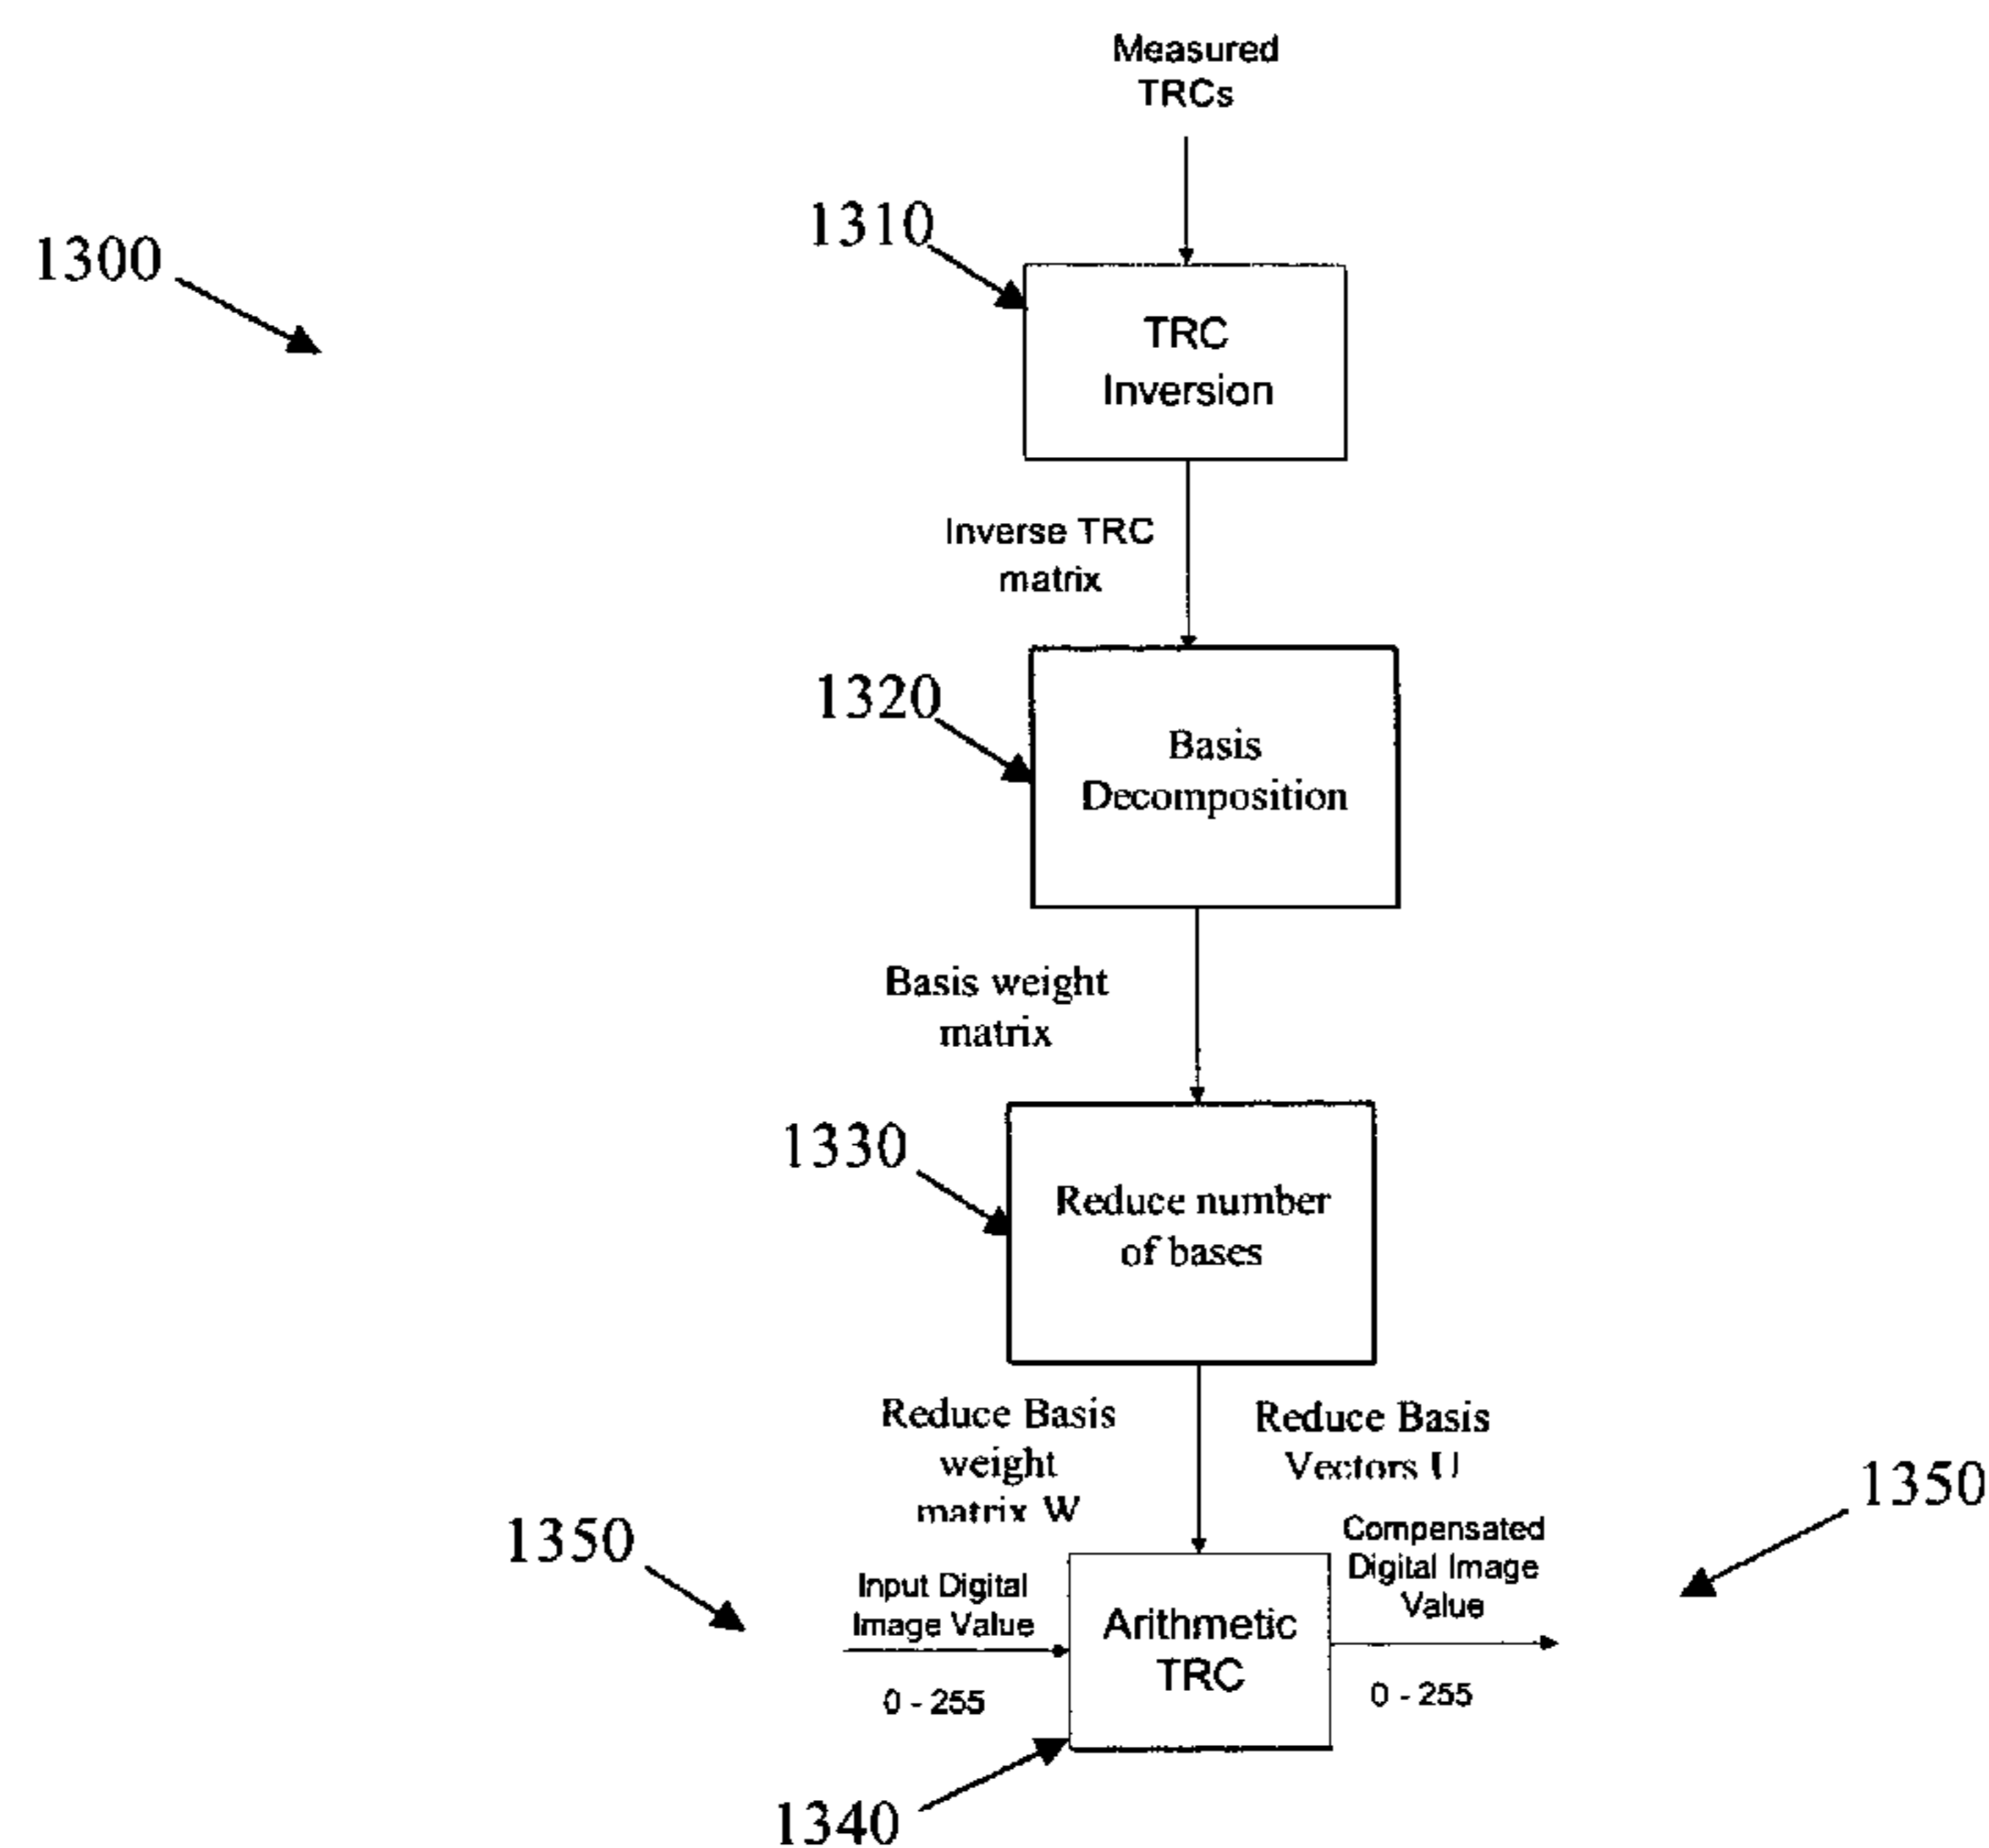 Measured
TRCs
1310
1300
TRC
Inversion
Inverse TRC
matrix
1320
Basis
Decomposition
Basis weight
matrix
1330
Reduce number
of bases
Reduce Basis
weight
matrix W
Reduce Basis
Vectors U
1350
1350
Input Digital
Image Value
0 - 255
Arithmetic
TRC
Compensated
Digital Image
Value
0 - 255
1340